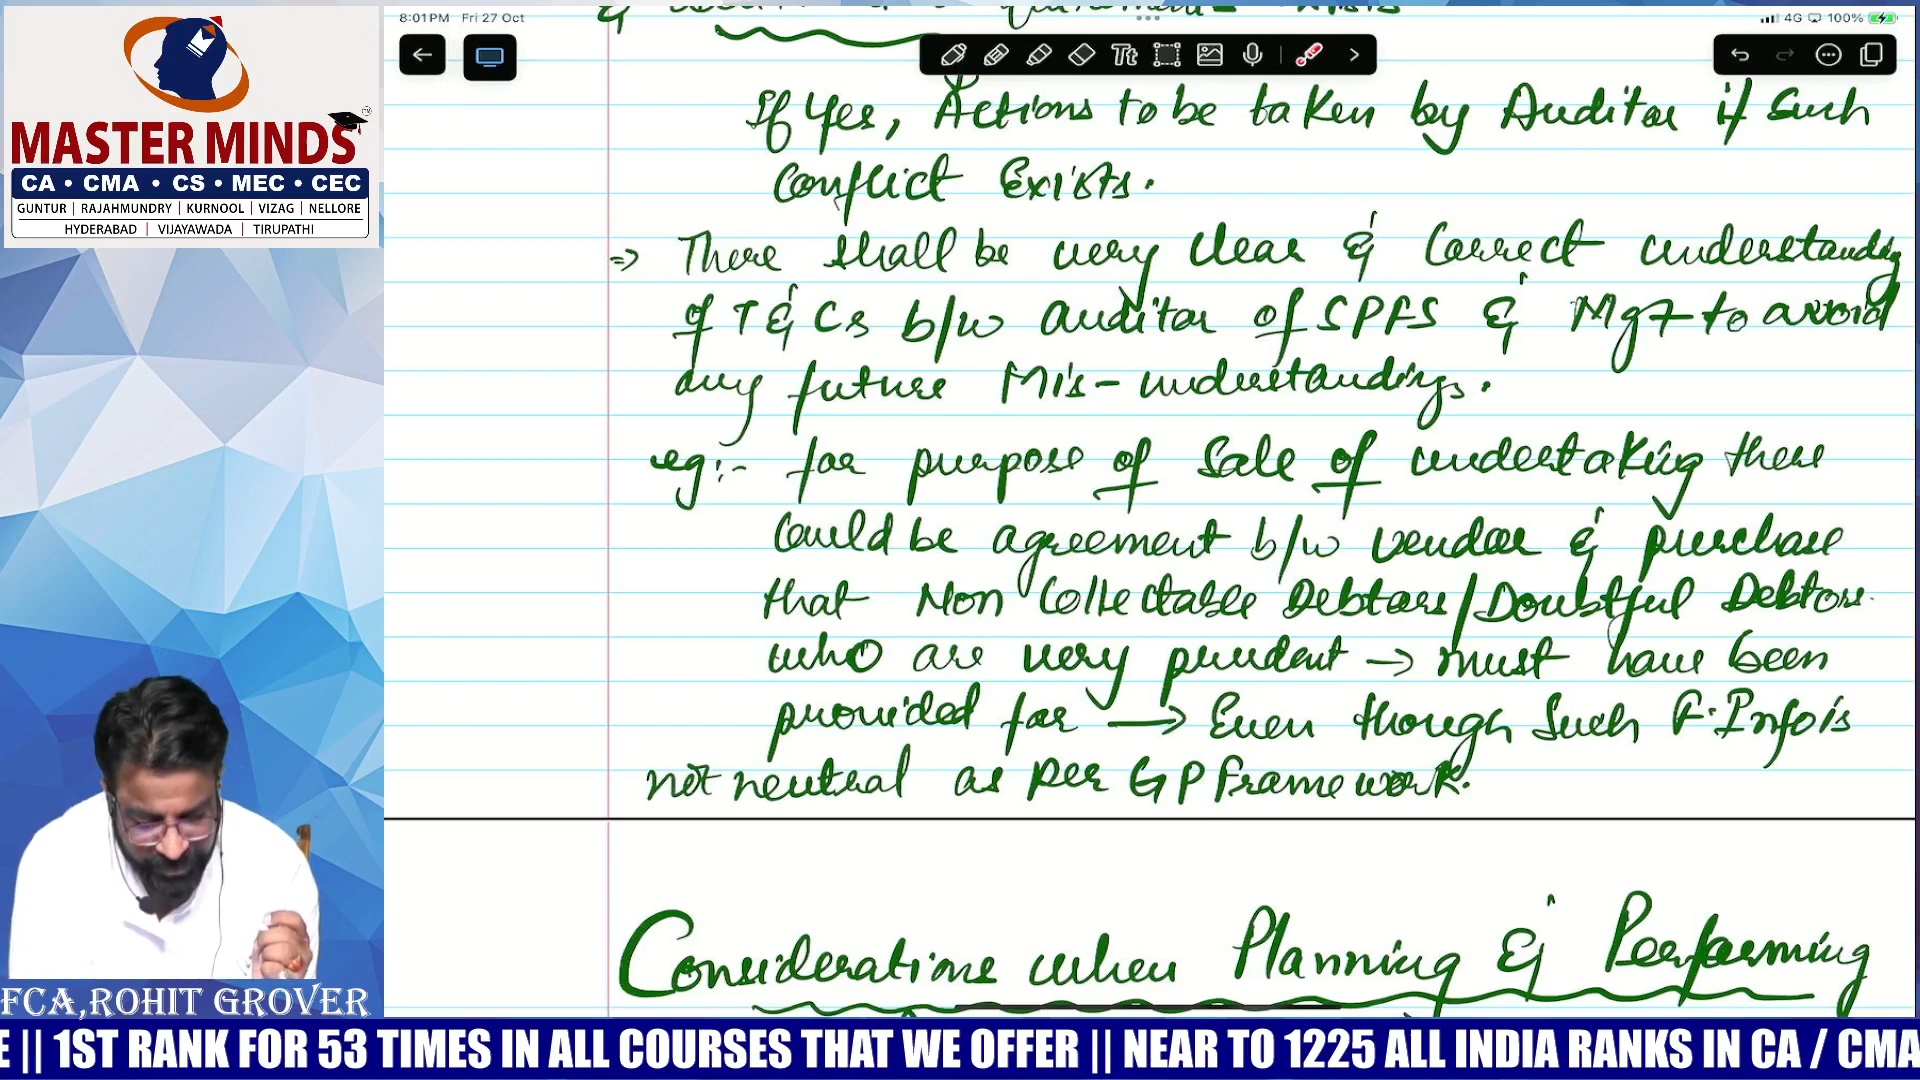 8:01PM Fri 27 Oct
4G 100%
MASTER MINDS
CA • CMA • CS • MEC • CEC
GUNTUR | RAJAHMUNDRY | KURNOOL | VIZAG | NELLORE
HYDERABAD | VIJAYAWADA | TIRUPATHI
Tt
If Yes, Actions to be taken by Auditor if such
Conflict Exists.
=> There shall be very clear & Correct understanding
of T & Cs b/w auditor of SPFS & Mgt to avoid
any future Mis-understandings.
eg:- for purpose of Sale of undertaking there
could be agreement b/w vendor & purchase
that Non Collectable Debtors/Doubtful Debtors.
who are very prudent -> must have been
provided for -> Even though Such F. Info is
not neutral as per GP Framework.
Considerations when Planning & Performing
FCA,ROHIT GROVER
E || 1ST RANK FOR 53 TIMES IN ALL COURSES THAT WE OFFER || NEAR TO 1225 ALL INDIA RANKS IN CA / CMA